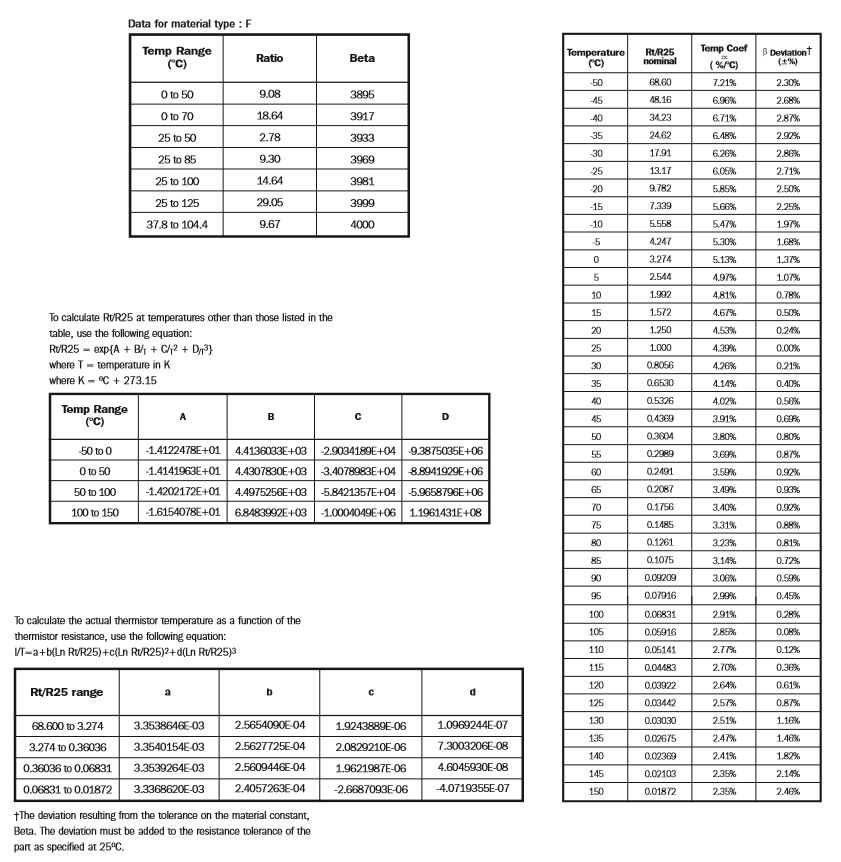 Data for material type : F
Temp Range (°C) Ratio Beta
0 to 50 9.08 3895
0 to 70 18.64 3917
25 to 50 2.78 3933
25 to 85 9.30 3969
25 to 100 14.64 3981
25 to 125 29.05 3999
37.8 to 104.4 9.67 4000
To calculate Rt/R25 at temperatures other than those listed in the
table, use the following equation:
Rt/R25 = exp{A + B/T + C/T² + D/T³}
where T = temperature in K
where K = ºC + 273.15
Temp Range (°C) A B C D
-50 to 0 -1.4122478E+01 4.4136033E+03 -2.9034189E+04 -9.3875035E+06
0 to 50 -1.4141963E+01 4.4307830E+03 -3.4078983E+04 -8.8941929E+06
50 to 100 -1.4202172E+01 4.4975256E+03 -5.8421357E+04 -5.9658796E+06
100 to 150 -1.6154078E+01 6.8483992E+03 -1.0004049E+06 1.1961431E+08
To calculate the actual thermistor temperature as a function of the
thermistor resistance, use the following equation:
I/T=a+b(Ln Rt/R25)+c(Ln Rt/R25)²+d(Ln Rt/R25)³
Rt/R25 range a b c d
68.600 to 3.274 3.3538646E-03 2.5654090E-04 1.9243889E-06 1.0969244E-07
3.274 to 0.36036 3.3540154E-03 2.5627725E-04 2.0829210E-06 7.3003206E-08
0.36036 to 0.06831 3.3539264E-03 2.5609446E-04 1.9621987E-06 4.6045930E-08
0.06831 to 0.01872 3.3368620E-03 2.4057263E-04 -2.6687093E-06 -4.0719355E-07
†The deviation resulting from the tolerance on the material constant,
Beta. The deviation must be added to the resistance tolerance of the
part as specified at 25ºC.
Temperature (°C) Rt/R25 nominal Temp Coef ∝ ( %/°C) β Deviation† (±%)
-50 68.60 7.21% 2.30%
-45 48.16 6.96% 2.68%
-40 34.23 6.71% 2.87%
-35 24.62 6.48% 2.92%
-30 17.91 6.26% 2.86%
-25 13.17 6.05% 2.71%
-20 9.782 5.85% 2.50%
-15 7.339 5.66% 2.25%
-10 5.558 5.47% 1.97%
-5 4.247 5.30% 1.68%
0 3.274 5.13% 1.37%
5 2.544 4.97% 1.07%
10 1.992 4.81% 0.78%
15 1.572 4.67% 0.50%
20 1.250 4.53% 0.24%
25 1.000 4.39% 0.00%
30 0.8056 4.26% 0.21%
35 0.6530 4.14% 0.40%
40 0.5326 4.02% 0.56%
45 0.4369 3.91% 0.69%
50 0.3604 3.80% 0.80%
55 0.2989 3.69% 0.87%
60 0.2491 3.59% 0.92%
65 0.2087 3.49% 0.93%
70 0.1756 3.40% 0.92%
75 0.1485 3.31% 0.88%
80 0.1261 3.23% 0.81%
85 0.1075 3.14% 0.72%
90 0.09209 3.06% 0.59%
95 0.07916 2.99% 0.45%
100 0.06831 2.91% 0.28%
105 0.05916 2.85% 0.08%
110 0.05141 2.77% 0.12%
115 0.04483 2.70% 0.36%
120 0.03922 2.64% 0.61%
125 0.03442 2.57% 0.87%
130 0.03030 2.51% 1.16%
135 0.02675 2.47% 1.46%
140 0.02369 2.41% 1.82%
145 0.02103 2.35% 2.14%
150 0.01872 2.35% 2.46%